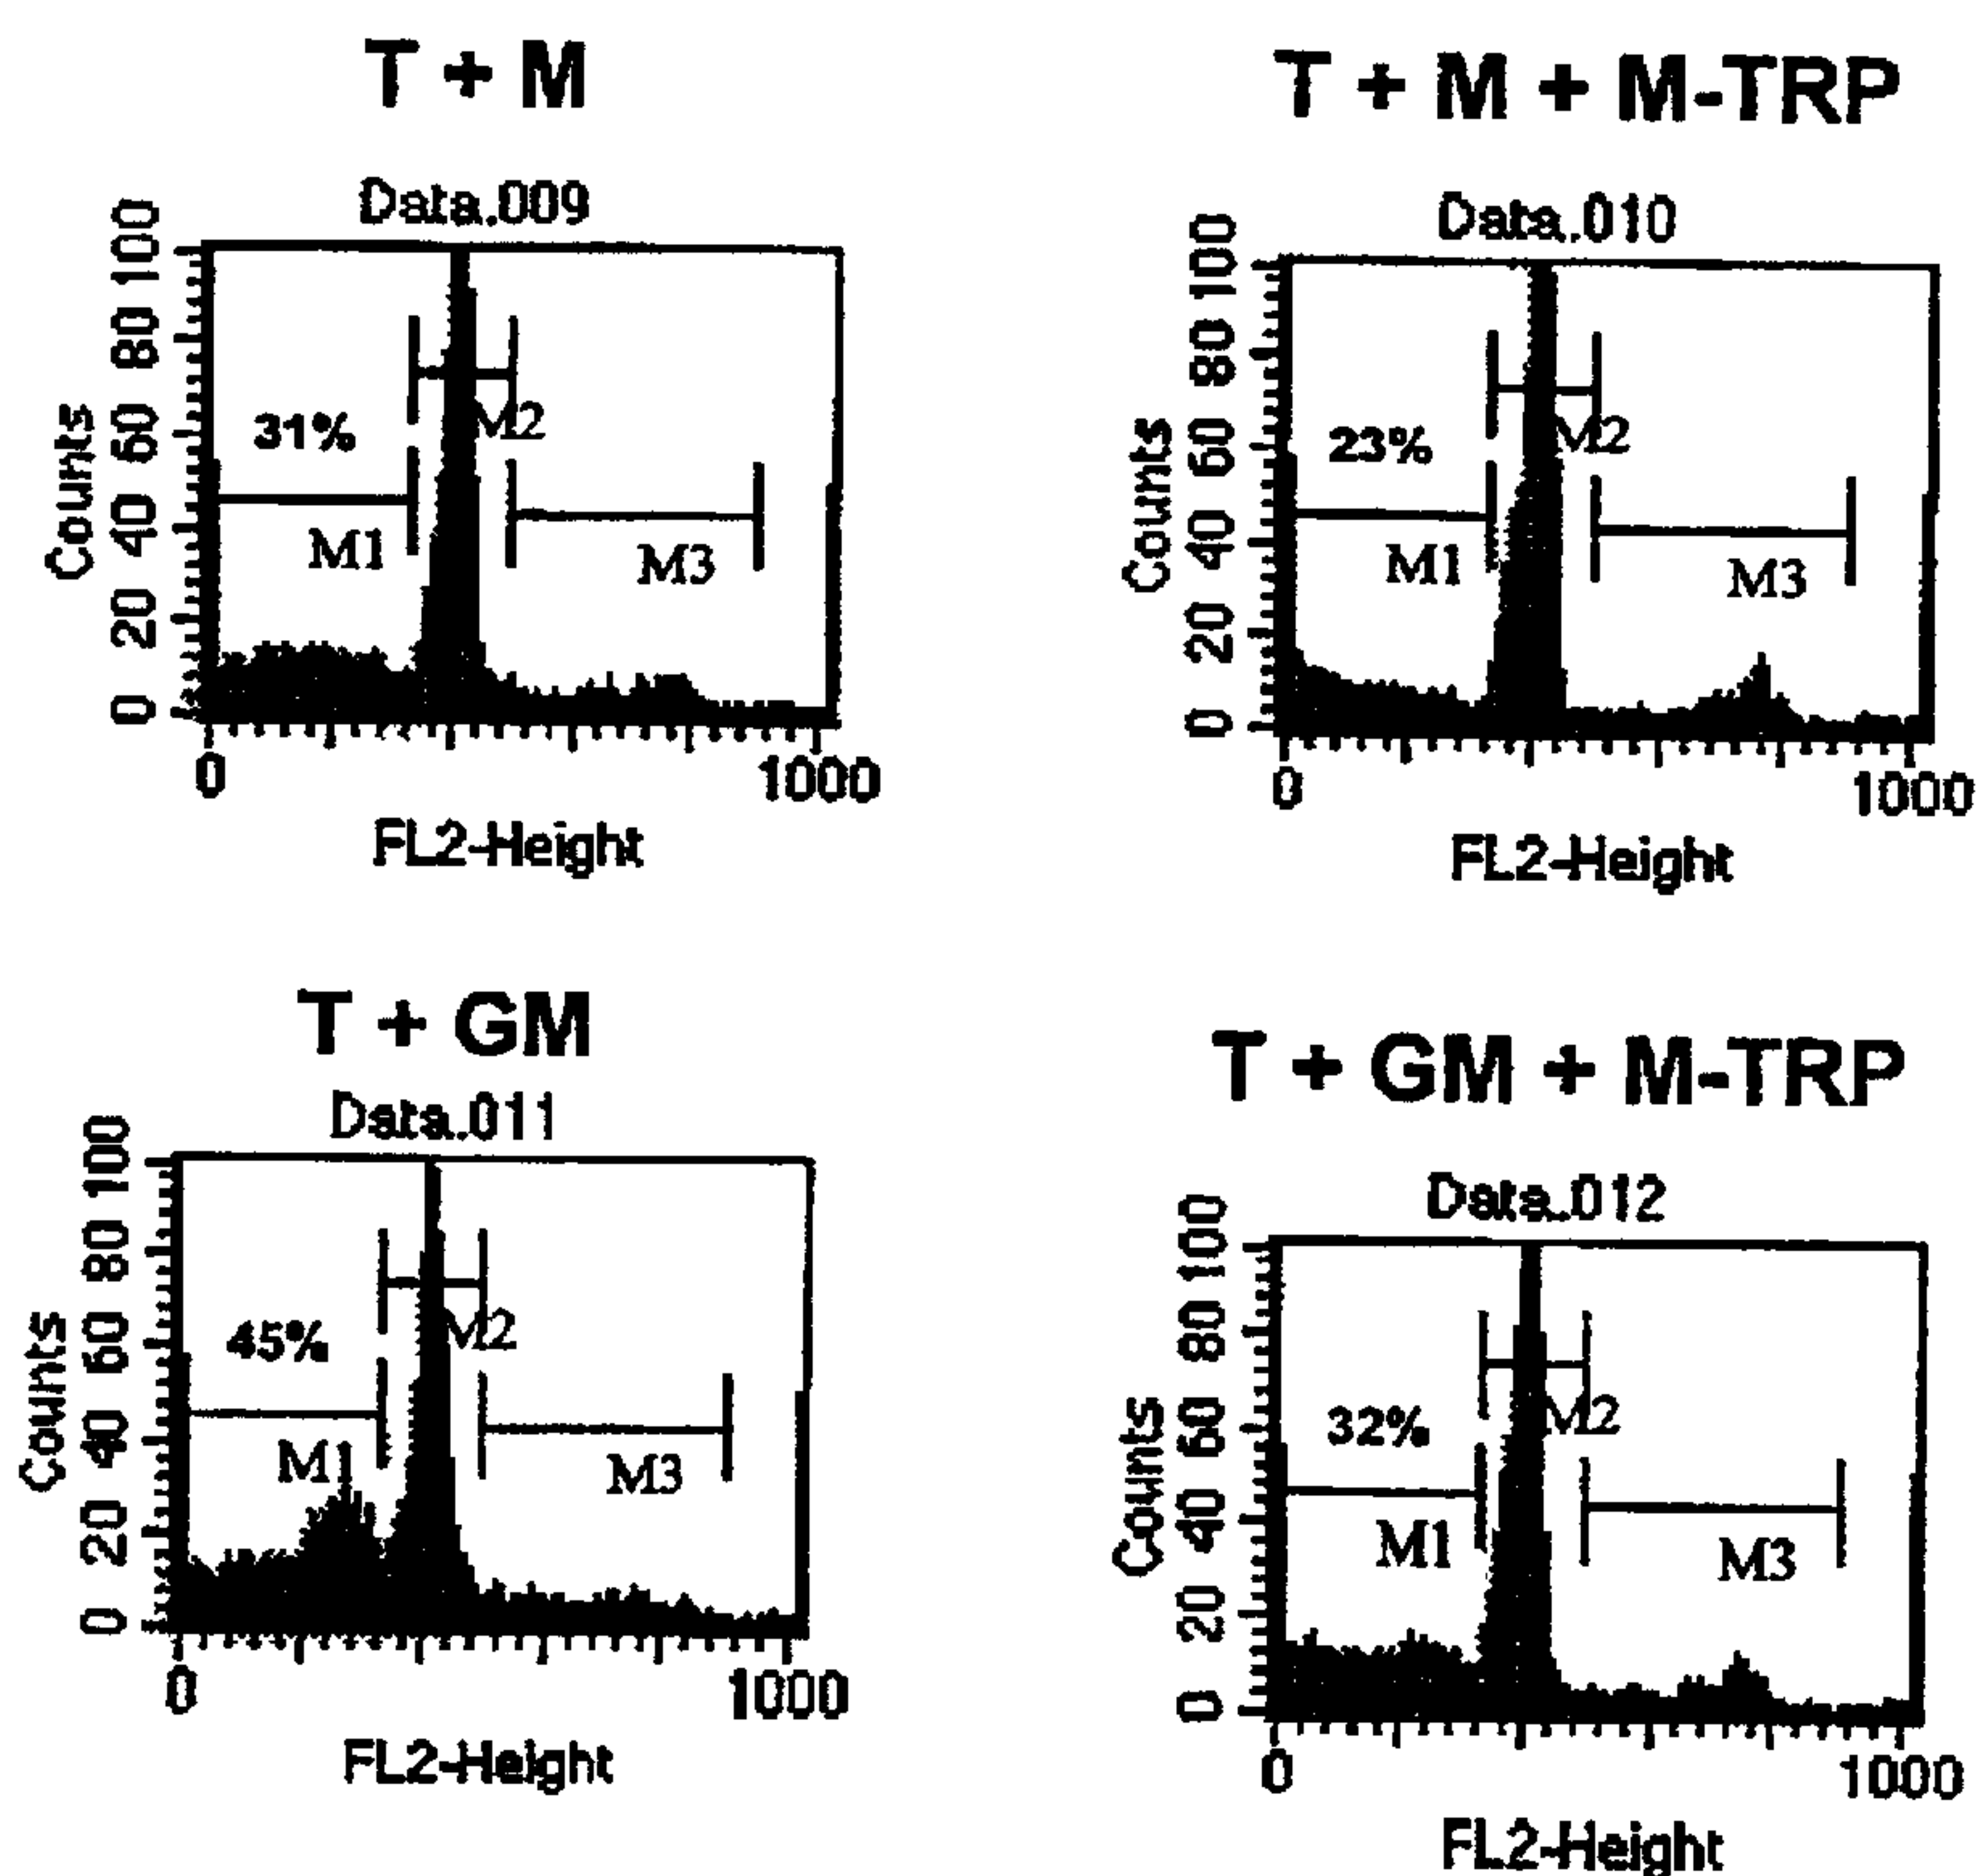 T + M
Data.009
Counts
100
80
60
40
20
0
31%
M1
M2
M3
0
1000
FL2-Height
T + M + M-TRP
Data.010
Counts
100
80
60
40
20
0
23%
M1
M2
M3
0
1000
FL2-Height
T + GM
Data.011
Counts
100
80
60
40
20
0
45%
M1
M2
M3
0
1000
FL2-Height
T + GM + M-TRP
Data.012
Counts
100
80
60
40
20
0
32%
M1
M2
M3
0
1000
FL2-Height